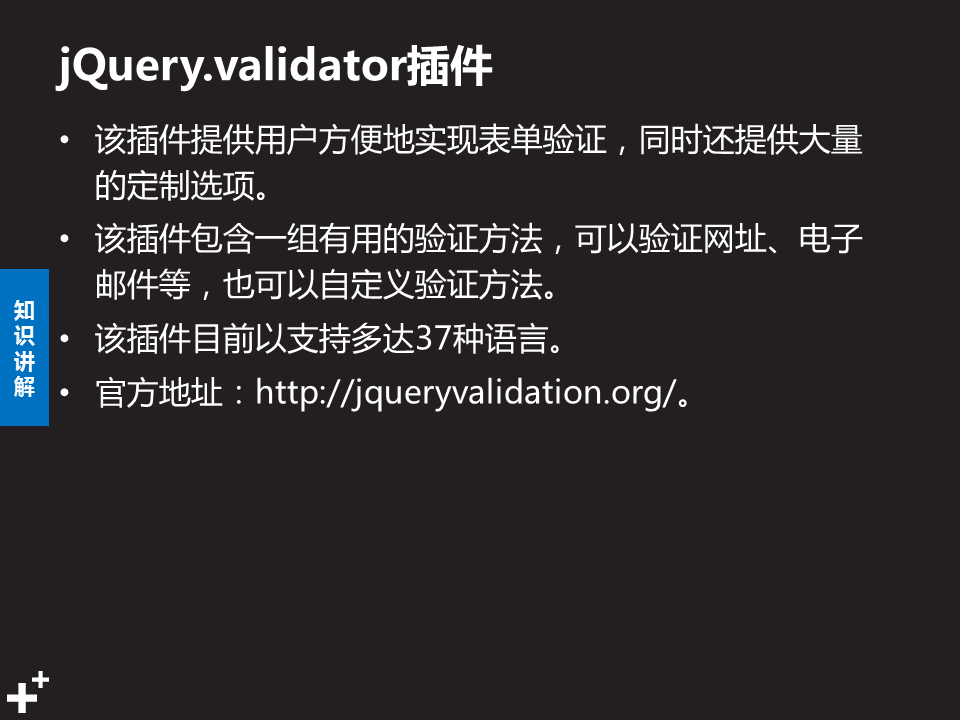 jQuery.validator插件
• 该插件提供用户方便地实现表单验证，同时还提供大量
的定制选项。
• 该插件包含一组有用的验证方法，可以验证网址、电子
邮件等，也可以自定义验证方法。
• 该插件目前以支持多达37种语言。
• 官方地址：http://jqueryvalidation.org/。
知
识
讲
解